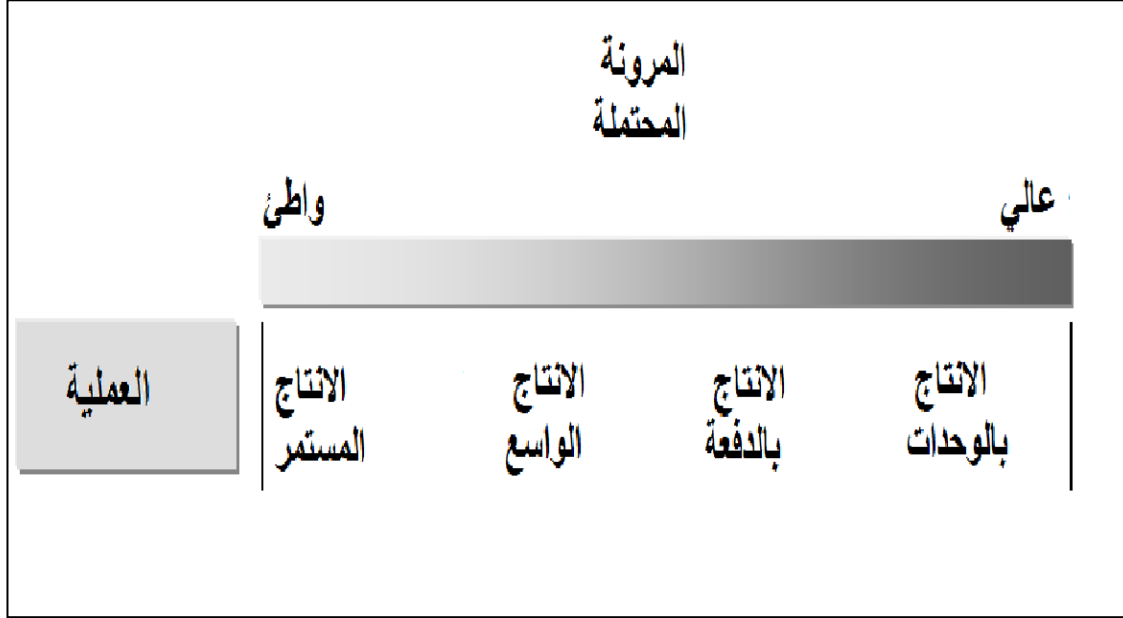 المرونة
المحتملة
عالي
واطئ
الانتاج
بالوحدات
الانتاج
بالدفعة
الانتاج
الواسع
الانتاج
المستمر
العملية